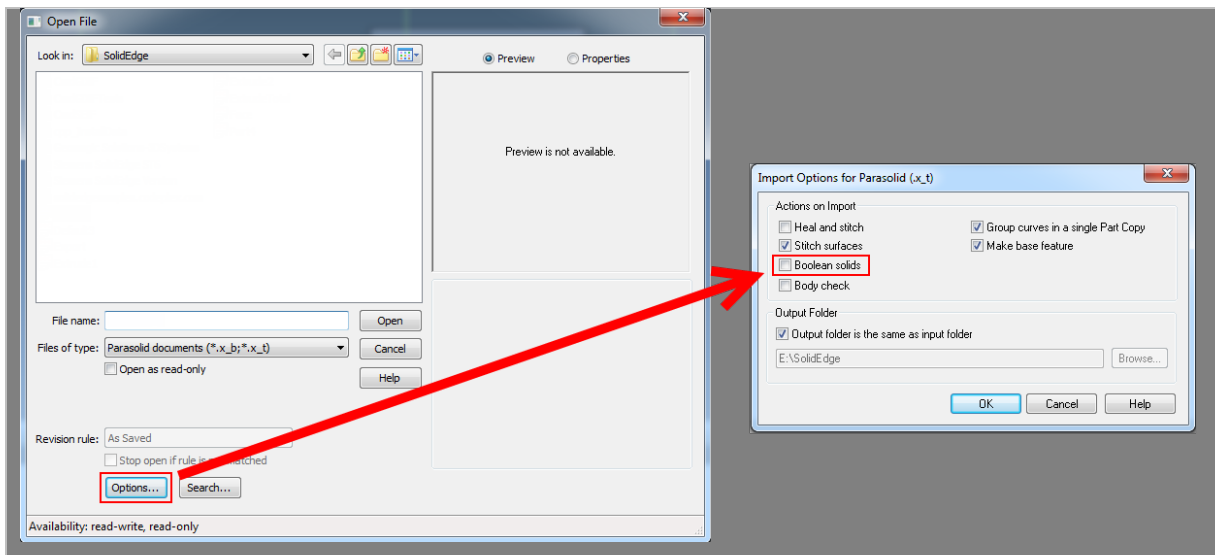 Open File
Look in: SolidEdge
Preview Properties
Preview is not available.
File name: Open
Files of type: Parasolid documents (*.x_b;*.x_t) Cancel
Open as read-only
Help
Revision rule: As Saved
Stop open if rule is
Options... Search...
Availability: read-write, read-only
Import Options for Parasolid (.x_t)
Actions on Import
Heal and stitch Group curves in a single Part Copy
Stitch surfaces Make base feature
Boolean solids
Body check
Output Folder
Output folder is the same as input folder
E:\SolidEdge Browse...
OK Cancel Help